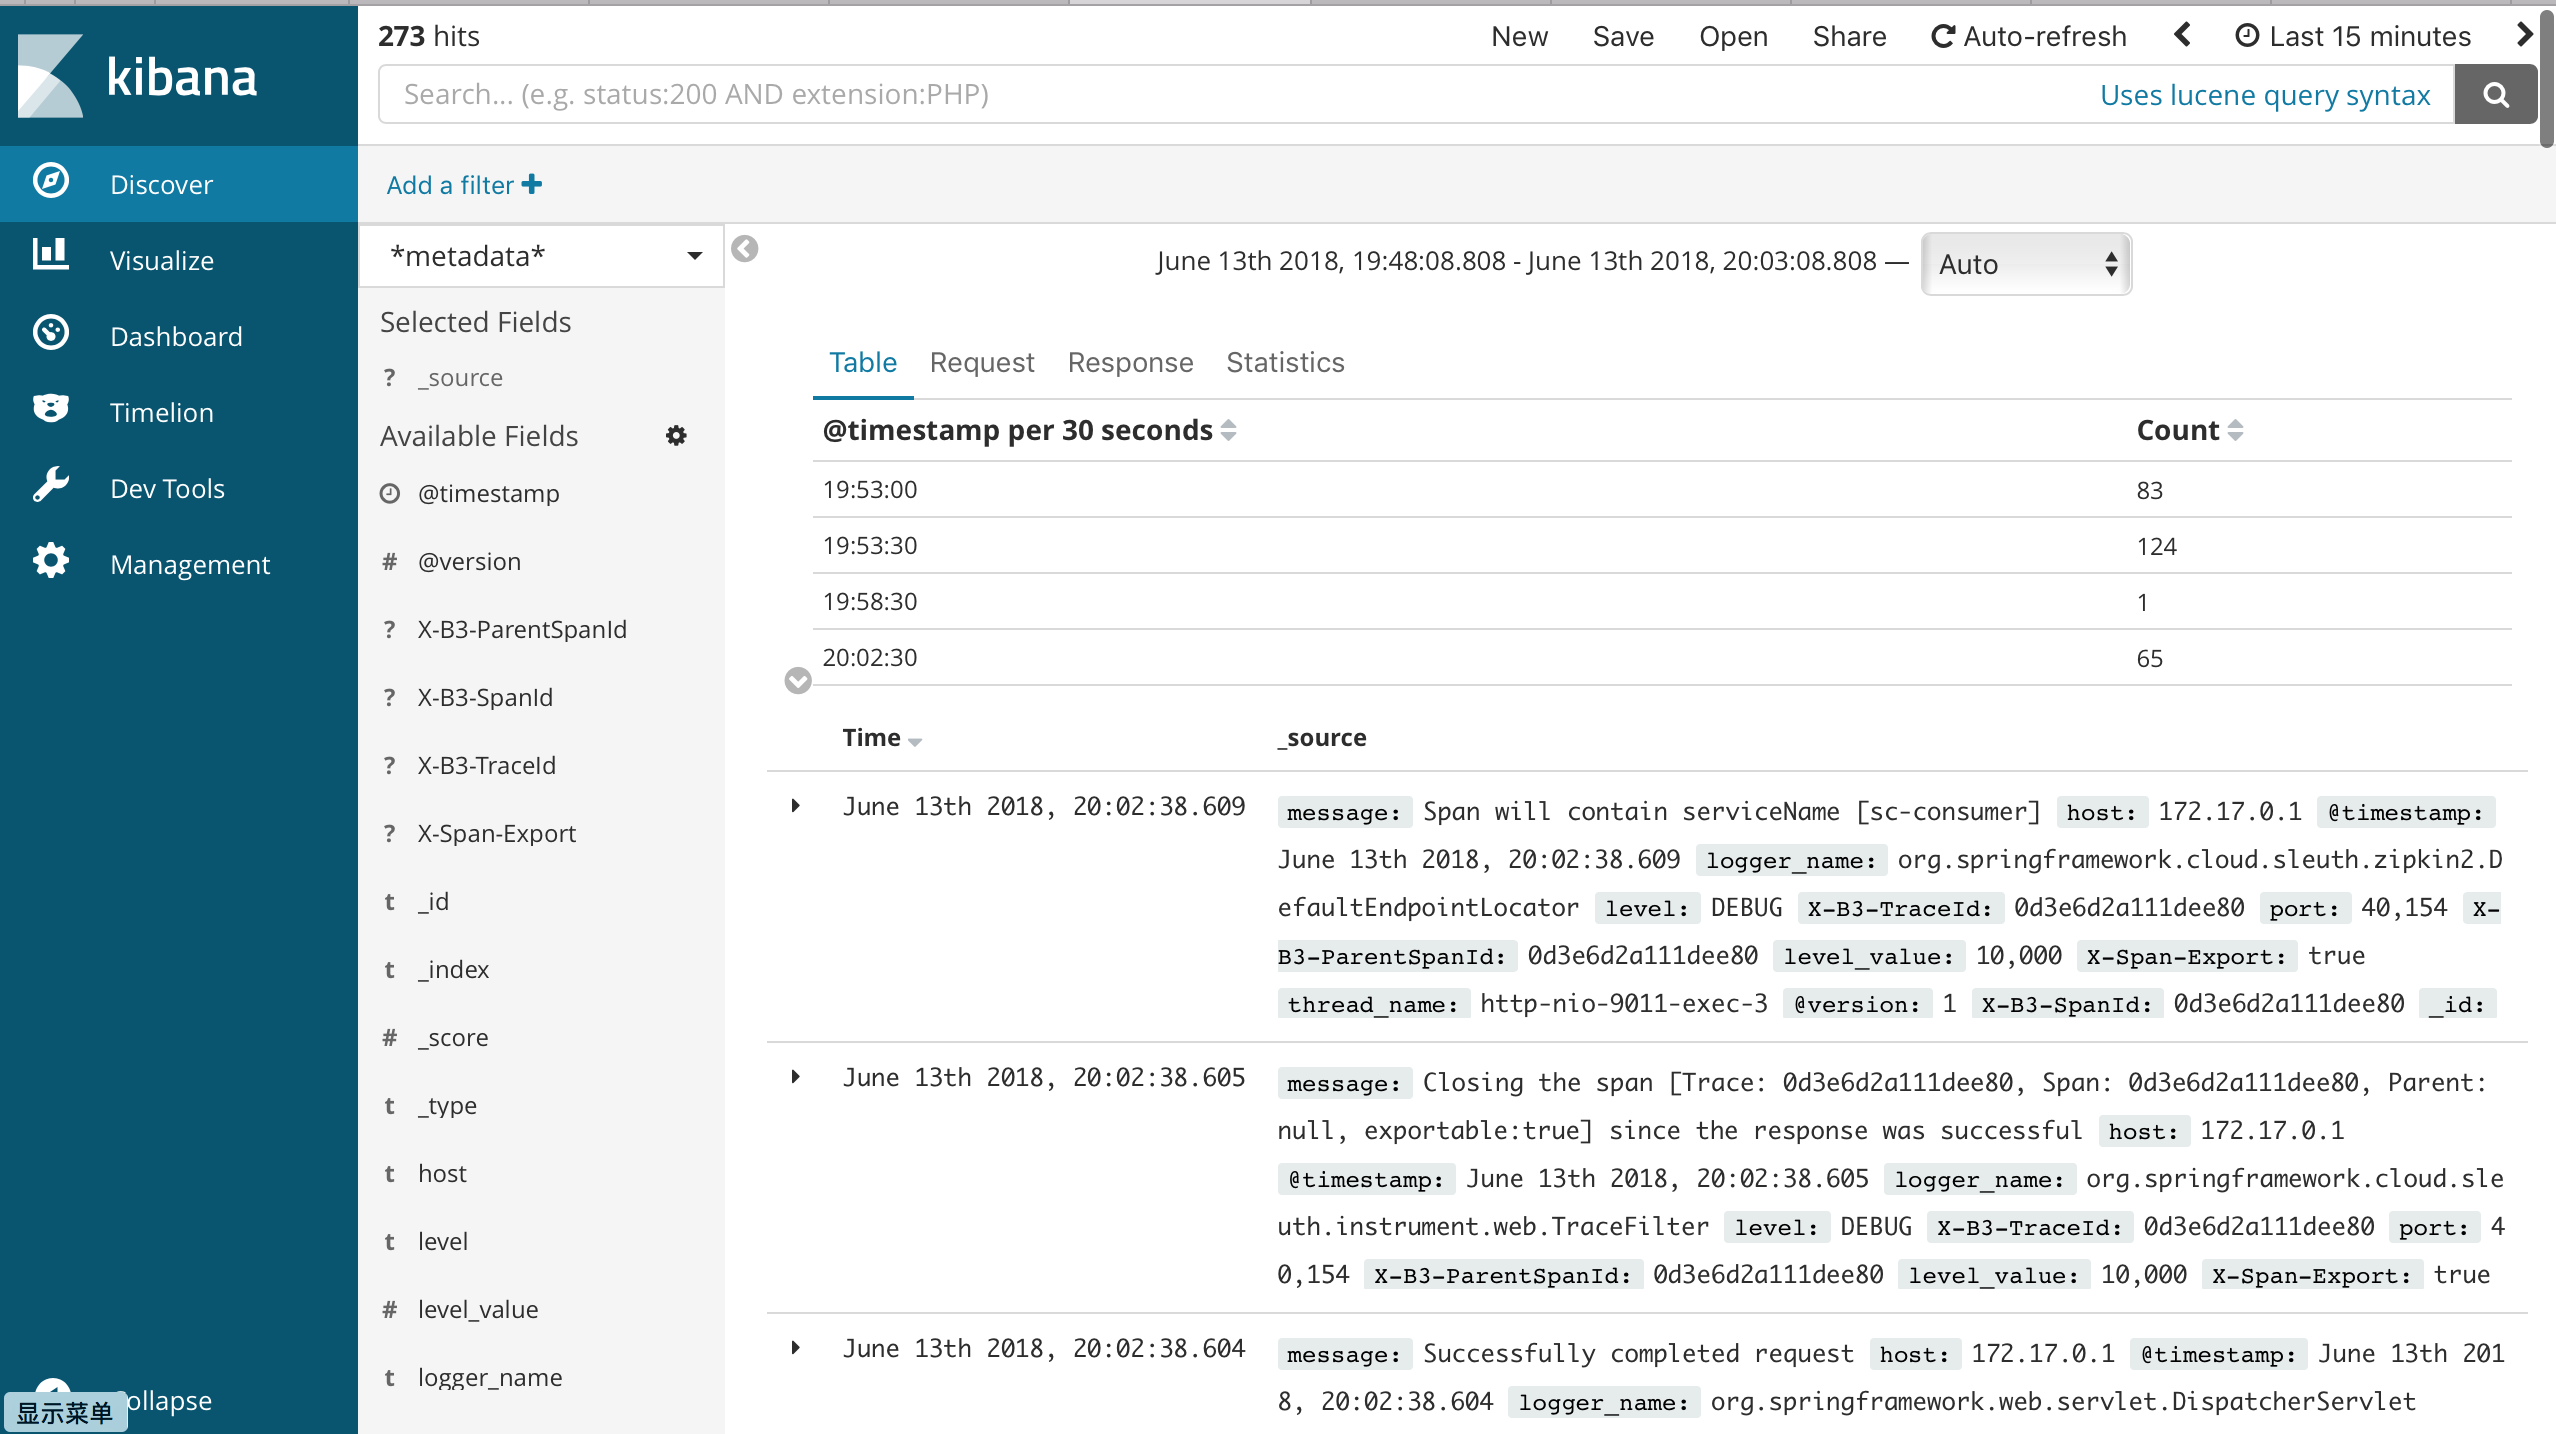 kibana
Discover
Visualize
Dashboard
Timelion
Dev Tools
Management
显示菜单
ollapse
273 hits
New Save Open Share Auto-refresh Last 15 minutes
Search... (e.g. status:200 AND extension:PHP)
Uses lucene query syntax
Add a filter
*metadata*
Selected Fields
? _source
Available Fields
@timestamp
# @version
? X-B3-ParentSpanId
? X-B3-SpanId
? X-B3-TraceId
? X-Span-Export
t _id
t _index
# _score
t _type
t host
t level
# level_value
t logger_name
June 13th 2018, 19:48:08.808 - June 13th 2018, 20:03:08.808 — Auto
Table Request Response Statistics
@timestamp per 30 seconds Count
19:53:00 83
19:53:30 124
19:58:30 1
20:02:30 65
Time _source
June 13th 2018, 20:02:38.609 message: Span will contain serviceName [sc-consumer] host: 172.17.0.1 @timestamp:
June 13th 2018, 20:02:38.609 logger_name: org.springframework.cloud.sleuth.zipkin2.D
efaultEndpointLocator level: DEBUG X-B3-TraceId: 0d3e6d2a111dee80 port: 40,154 X-
B3-ParentSpanId: 0d3e6d2a111dee80 level_value: 10,000 X-Span-Export: true
thread_name: http-nio-9011-exec-3 @version: 1 X-B3-SpanId: 0d3e6d2a111dee80 _id:
June 13th 2018, 20:02:38.605 message: Closing the span [Trace: 0d3e6d2a111dee80, Span: 0d3e6d2a111dee80, Parent:
null, exportable:true] since the response was successful host: 172.17.0.1
@timestamp: June 13th 2018, 20:02:38.605 logger_name: org.springframework.cloud.sle
uth.instrument.web.TraceFilter level: DEBUG X-B3-TraceId: 0d3e6d2a111dee80 port: 4
0,154 X-B3-ParentSpanId: 0d3e6d2a111dee80 level_value: 10,000 X-Span-Export: true
June 13th 2018, 20:02:38.604 message: Successfully completed request host: 172.17.0.1 @timestamp: June 13th 201
8, 20:02:38.604 logger_name: org.springframework.web.servlet.DispatcherServlet